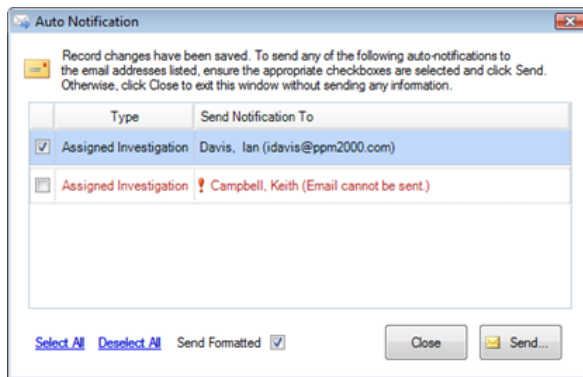 Auto Notification
Record changes have been saved. To send any of the following auto-notifications to
the email addresses listed, ensure the appropriate checkboxes are selected and click Send.
Otherwise, click Close to exit this window without sending any information.
Type Send Notification To
Assigned Investigation Davis, Ian (idavis@ppm2000.com)
Assigned Investigation ! Campbell, Keith (Email cannot be sent.)
Select All Deselect All Send Formatted Close Send...